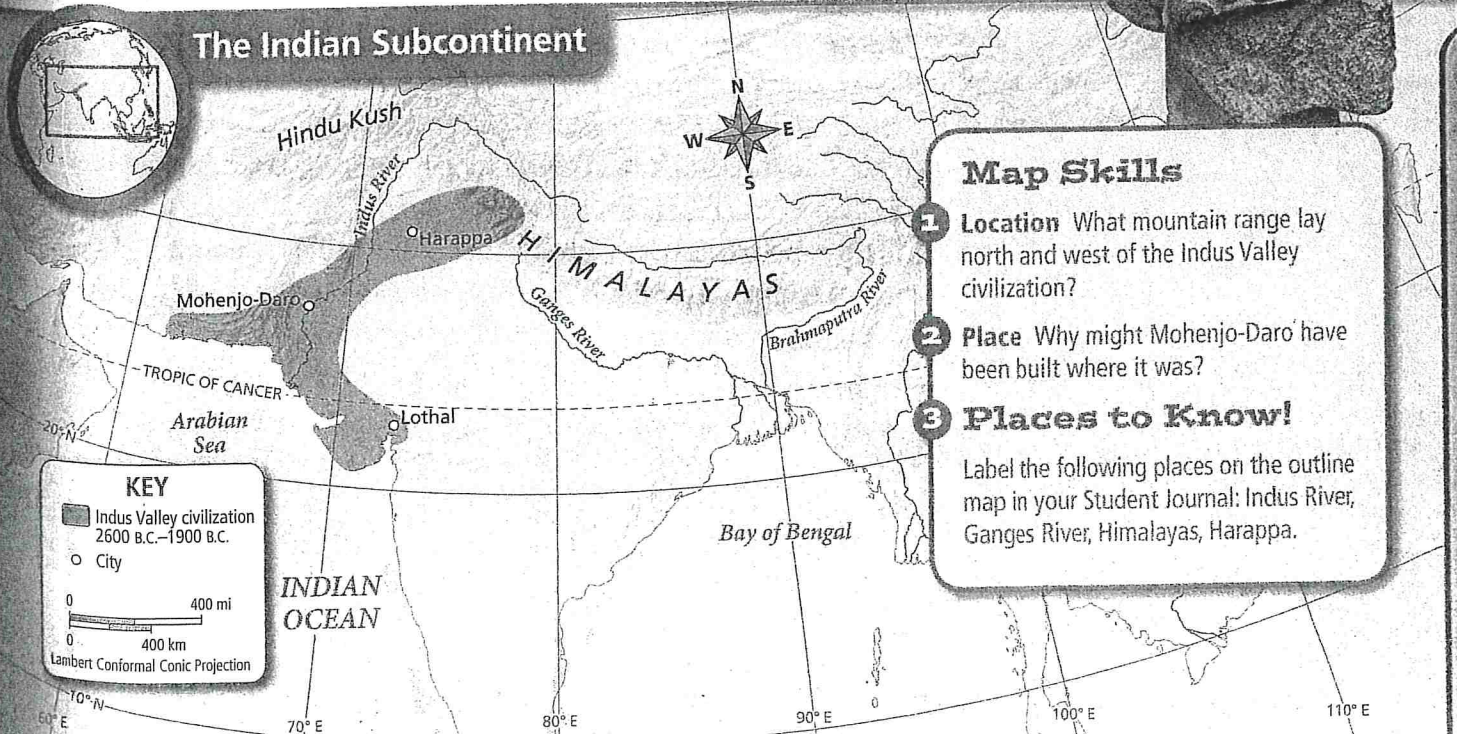 The Indian Subcontinent
Hindu Kush
N
W
E
S
Indus River
Harappa
HIMALAYAS
Mohenjo-Daro
Ganges River
Brahmaputra River
TROPIC OF CANCER
Arabian
Sea
Lothal
20°N
Bay of Bengal
INDIAN
OCEAN
KEY
Indus Valley civilization
2600 B.C.–1900 B.C.
City
0 400 mi
0 400 km
Lambert Conformal Conic Projection
10°N
60°E
70°E
80°E
90°E
100°E
110°E
Map Skills
1 Location What mountain range lay
north and west of the Indus Valley
civilization?
2 Place Why might Mohenjo-Daro have
been built where it was?
3 Places to Know!
Label the following places on the outline
map in your Student Journal: Indus River,
Ganges River, Himalayas, Harappa.